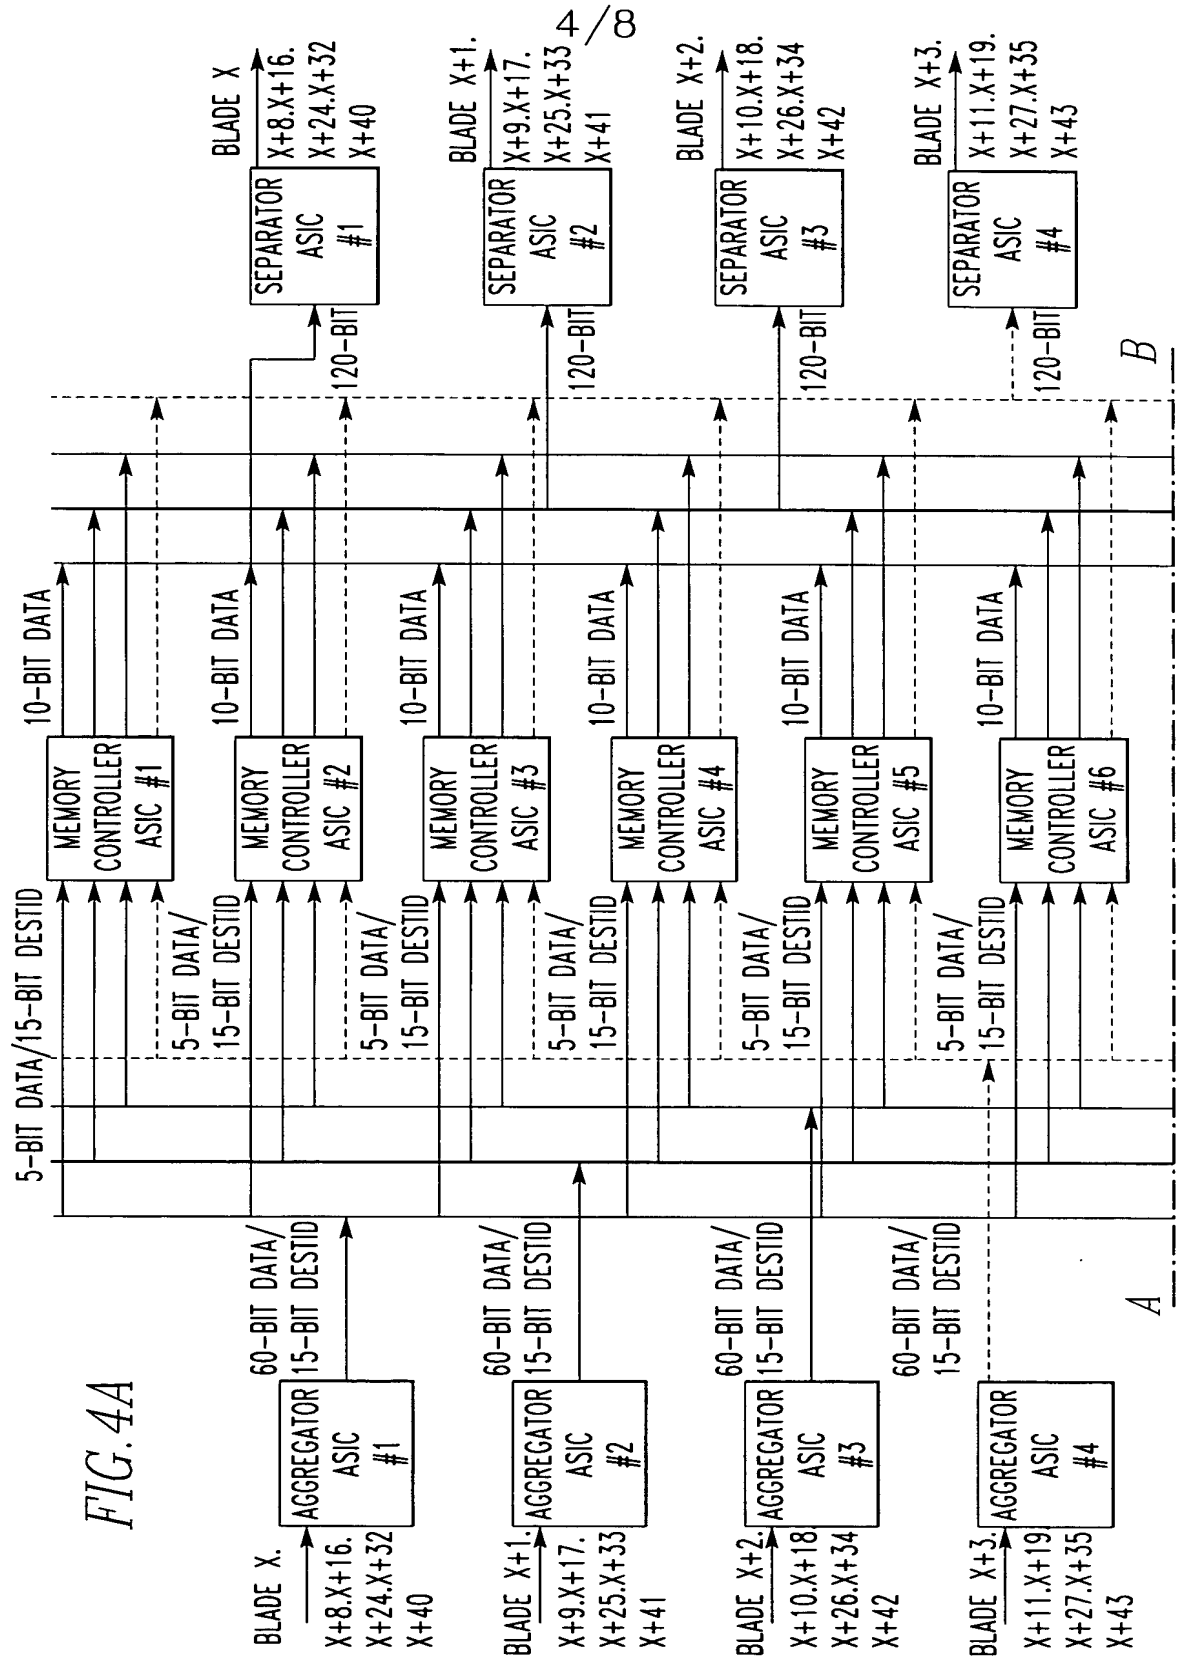 4/8
FIG. 4A
BLADE X.
X+8.X+16.
X+24.X+32
X+40
AGGREGATOR
ASIC
#1
60-BIT DATA/
15-BIT DESTID
BLADE X+1.
X+9.X+17.
X+25.X+33
X+41
AGGREGATOR
ASIC
#2
60-BIT DATA/
15-BIT DESTID
BLADE X+2.
X+10.X+18.
X+26.X+34
X+42
AGGREGATOR
ASIC
#3
60-BIT DATA/
15-BIT DESTID
BLADE X+3.
X+11.X+19.
X+27.X+35
X+43
AGGREGATOR
ASIC
#4
60-BIT DATA/
15-BIT DESTID
A
5-BIT DATA/15-BIT DESTID
5-BIT DATA/
15-BIT DESTID
5-BIT DATA/
15-BIT DESTID
5-BIT DATA/
15-BIT DESTID
5-BIT DATA/
15-BIT DESTID
5-BIT DATA/
15-BIT DESTID
MEMORY
CONTROLLER
ASIC #1
10-BIT DATA
MEMORY
CONTROLLER
ASIC #2
10-BIT DATA
MEMORY
CONTROLLER
ASIC #3
10-BIT DATA
MEMORY
CONTROLLER
ASIC #4
10-BIT DATA
MEMORY
CONTROLLER
ASIC #5
10-BIT DATA
MEMORY
CONTROLLER
ASIC #6
10-BIT DATA
120-BIT
SEPARATOR
ASIC
#1
BLADE X
X+8.X+16.
X+24.X+32
X+40
120-BIT
SEPARATOR
ASIC
#2
BLADE X+1.
X+9.X+17.
X+25.X+33
X+41
120-BIT
SEPARATOR
ASIC
#3
BLADE X+2.
X+10.X+18.
X+26.X+34
X+42
120-BIT
SEPARATOR
ASIC
#4
BLADE X+3.
X+11.X+19.
X+27.X+35
X+43
B